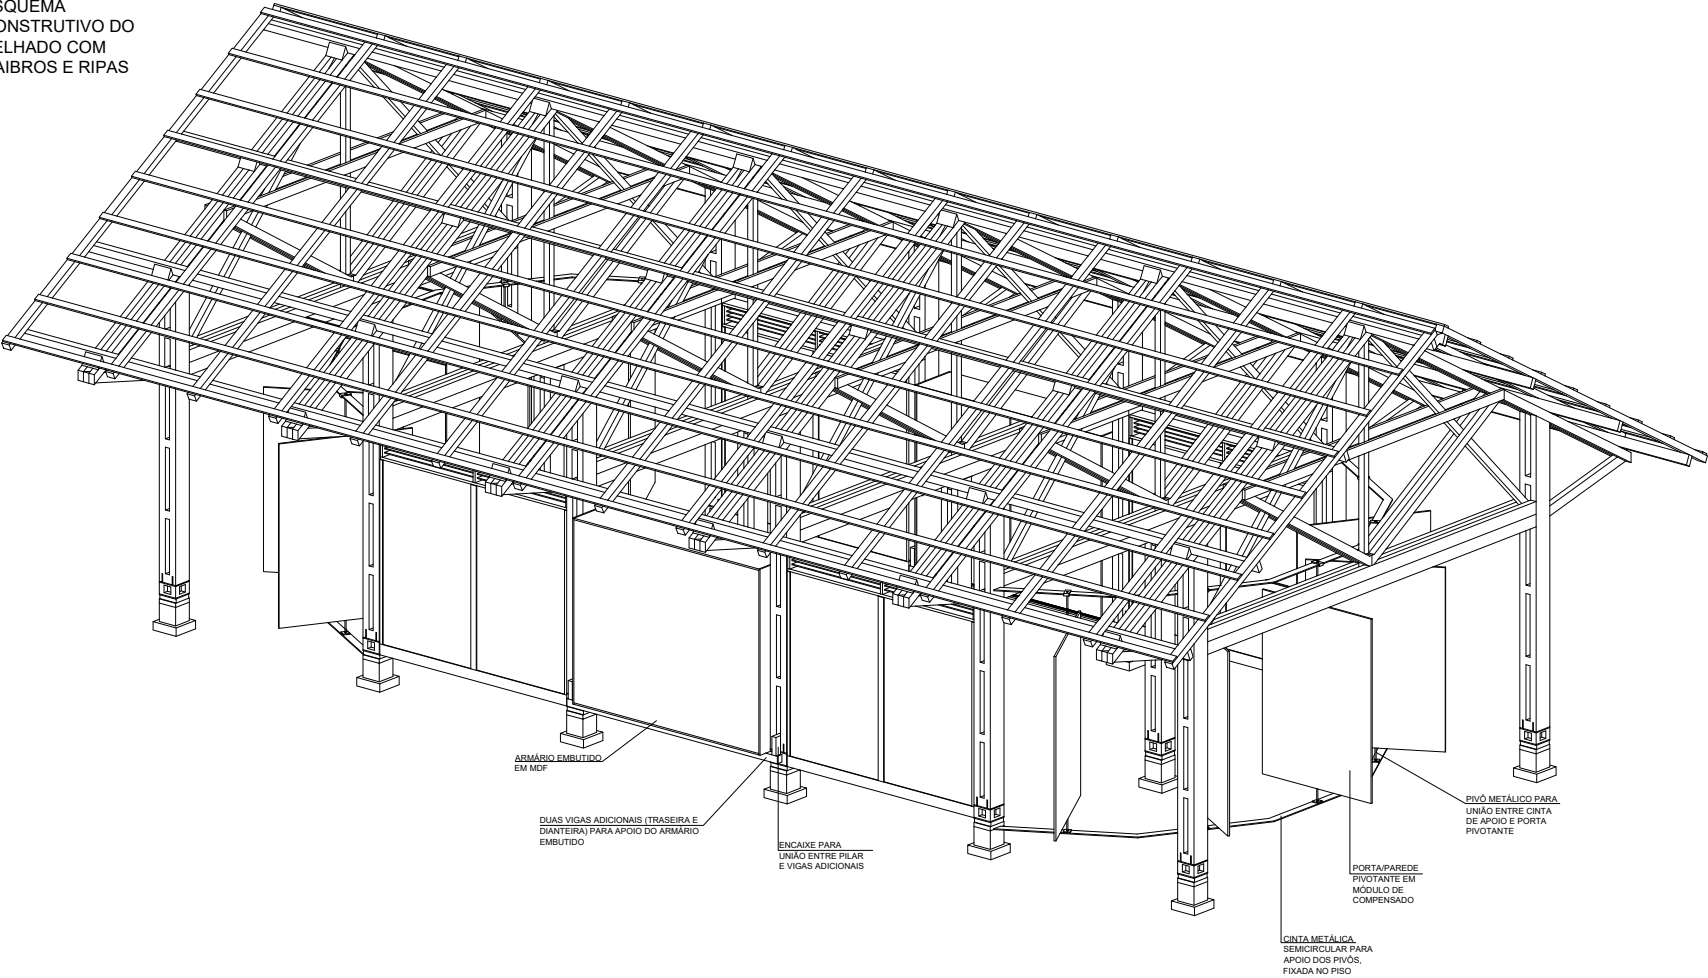 SQUEMA
ONSTRUTIVO DO
ELHADO COM
AIBROS E RIPAS
ARMÁRIO EMBUTIDO
EM MDF
DUAS VIGAS ADICIONAIS (TRASEIRA E
DIANTEIRA) PARA APOIO DO ARMÁRIO
EMBUTIDO
ENCAIXE PARA
UNIÃO ENTRE PILAR
E VIGAS ADICIONAIS
PIVÔ METÁLICO PARA
UNIÃO ENTRE CINTA
DE APOIO E PORTA
PIVOTANTE
PORTA/PAREDE
PIVOTANTE EM
MÓDULO DE
COMPENSADO
CINTA METÁLICA
SEMICIRCULAR PARA
APOIO DOS PIVÔS,
FIXADA NO PISO